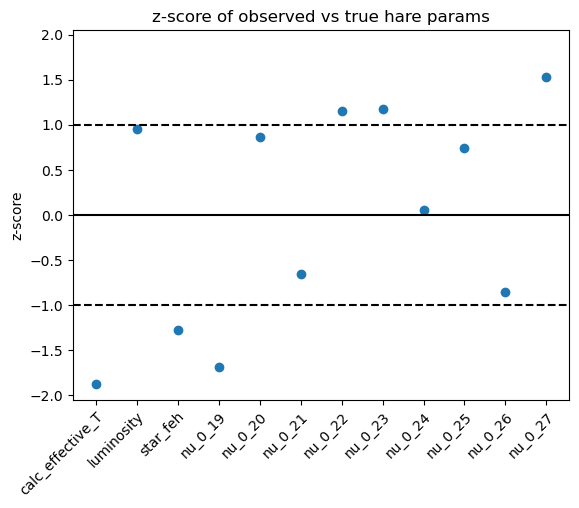 z-score of observed vs true hare params
2.0
1.5
1.0
0.5
0.0
−0.5
−1.0
−1.5
−2.0
z-score
calc_effective_T
luminosity
star_feh
nu_0_19
nu_0_20
nu_0_21
nu_0_22
nu_0_23
nu_0_24
nu_0_25
nu_0_26
nu_0_27